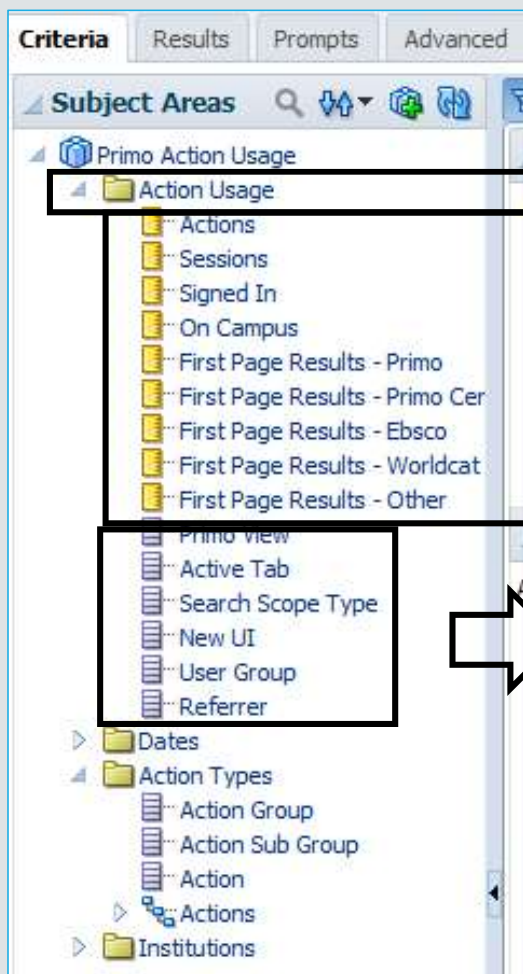 Criteria Results Prompts Advanced
Subject Areas
Primo Action Usage
Action Usage
Actions
Sessions
Signed In
On Campus
First Page Results - Primo
First Page Results - Primo Cer
First Page Results - Ebsco
First Page Results - Worldcat
First Page Results - Other
Primo View
Active Tab
Search Scope Type
New UI
User Group
Referrer
Dates
Action Types
Action Group
Action Sub Group
Action
Actions
Institutions